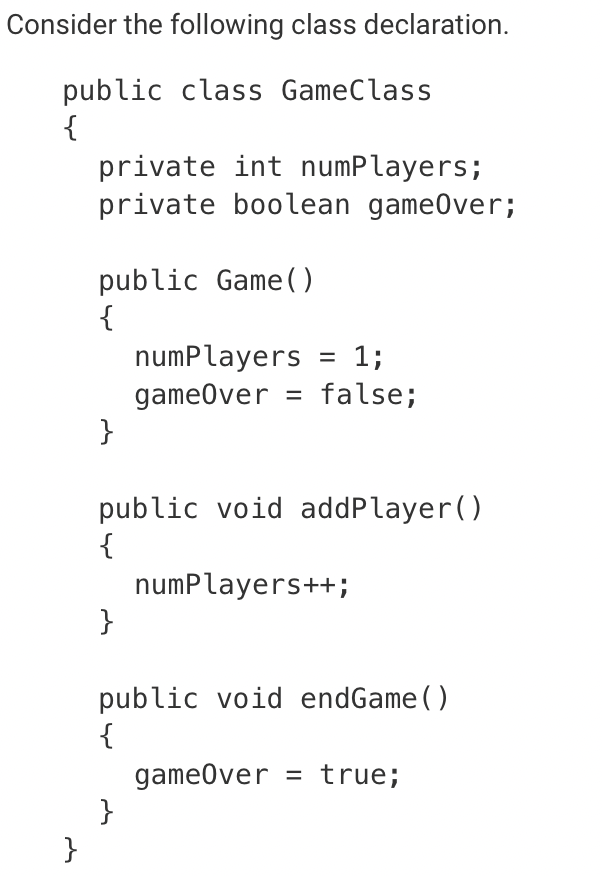 Consider the following class declaration.
public class GameClass
{
private int numPlayers;
private boolean gameOver;
public Game()
{
numPlayers = 1;
gameOver = false;
}
public void addPlayer()
{
numPlayers++;
}
public void endGame()
{
gameOver = true;
}
}